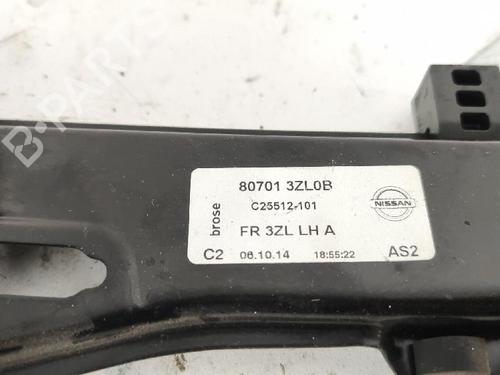 B-PARTS
80701 3ZL0B
brose
C25512-101
NISSAN
FR 3ZL LH A
C2 06.10.14 18:55:22 AS2